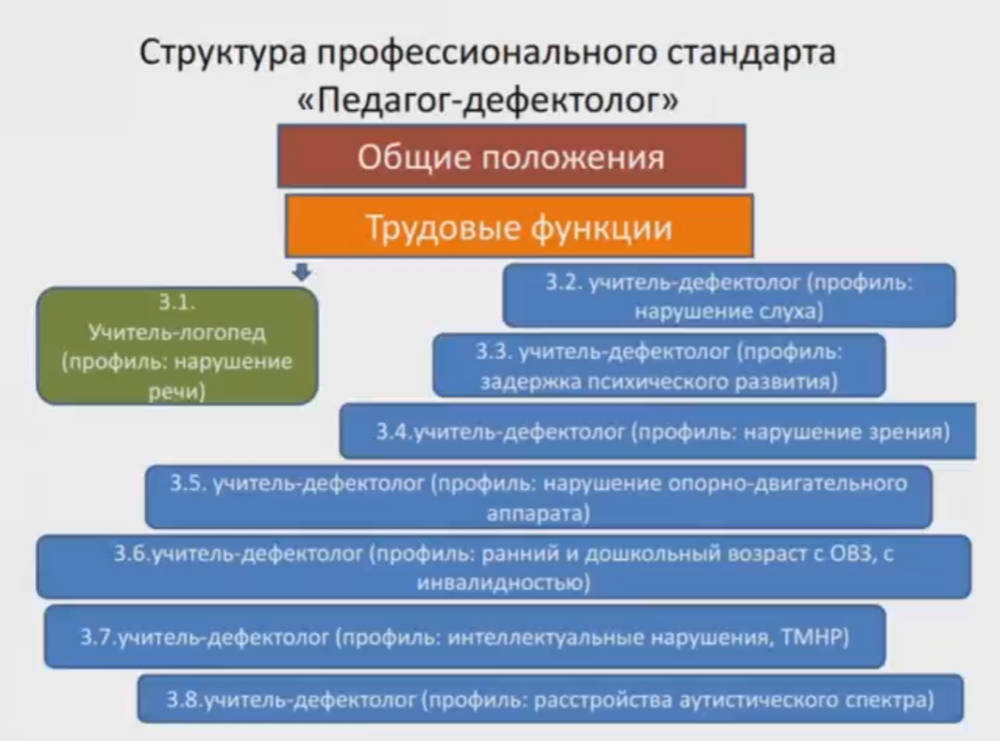 Структура профессионального стандарта
«Педагог-дефектолог»
Общие положения
Трудовые функции
3.1.
Учитель-логопед
(профиль: нарушение
речи)
3.2. учитель-дефектолог (профиль:
нарушение слуха)
3.3. учитель-дефектолог (профиль:
задержка психического развития)
3.4.учитель-дефектолог (профиль: нарушение зрения)
3.5. учитель-дефектолог (профиль: нарушение опорно-двигательного
аппарата)
3.6.учитель-дефектолог (профиль: ранний и дошкольный возраст с ОВЗ, с
инвалидностью)
3.7.учитель-дефектолог (профиль: интеллектуальные нарушения, ТМНР)
3.8.учитель-дефектолог (профиль: расстройства аутистического спектра)